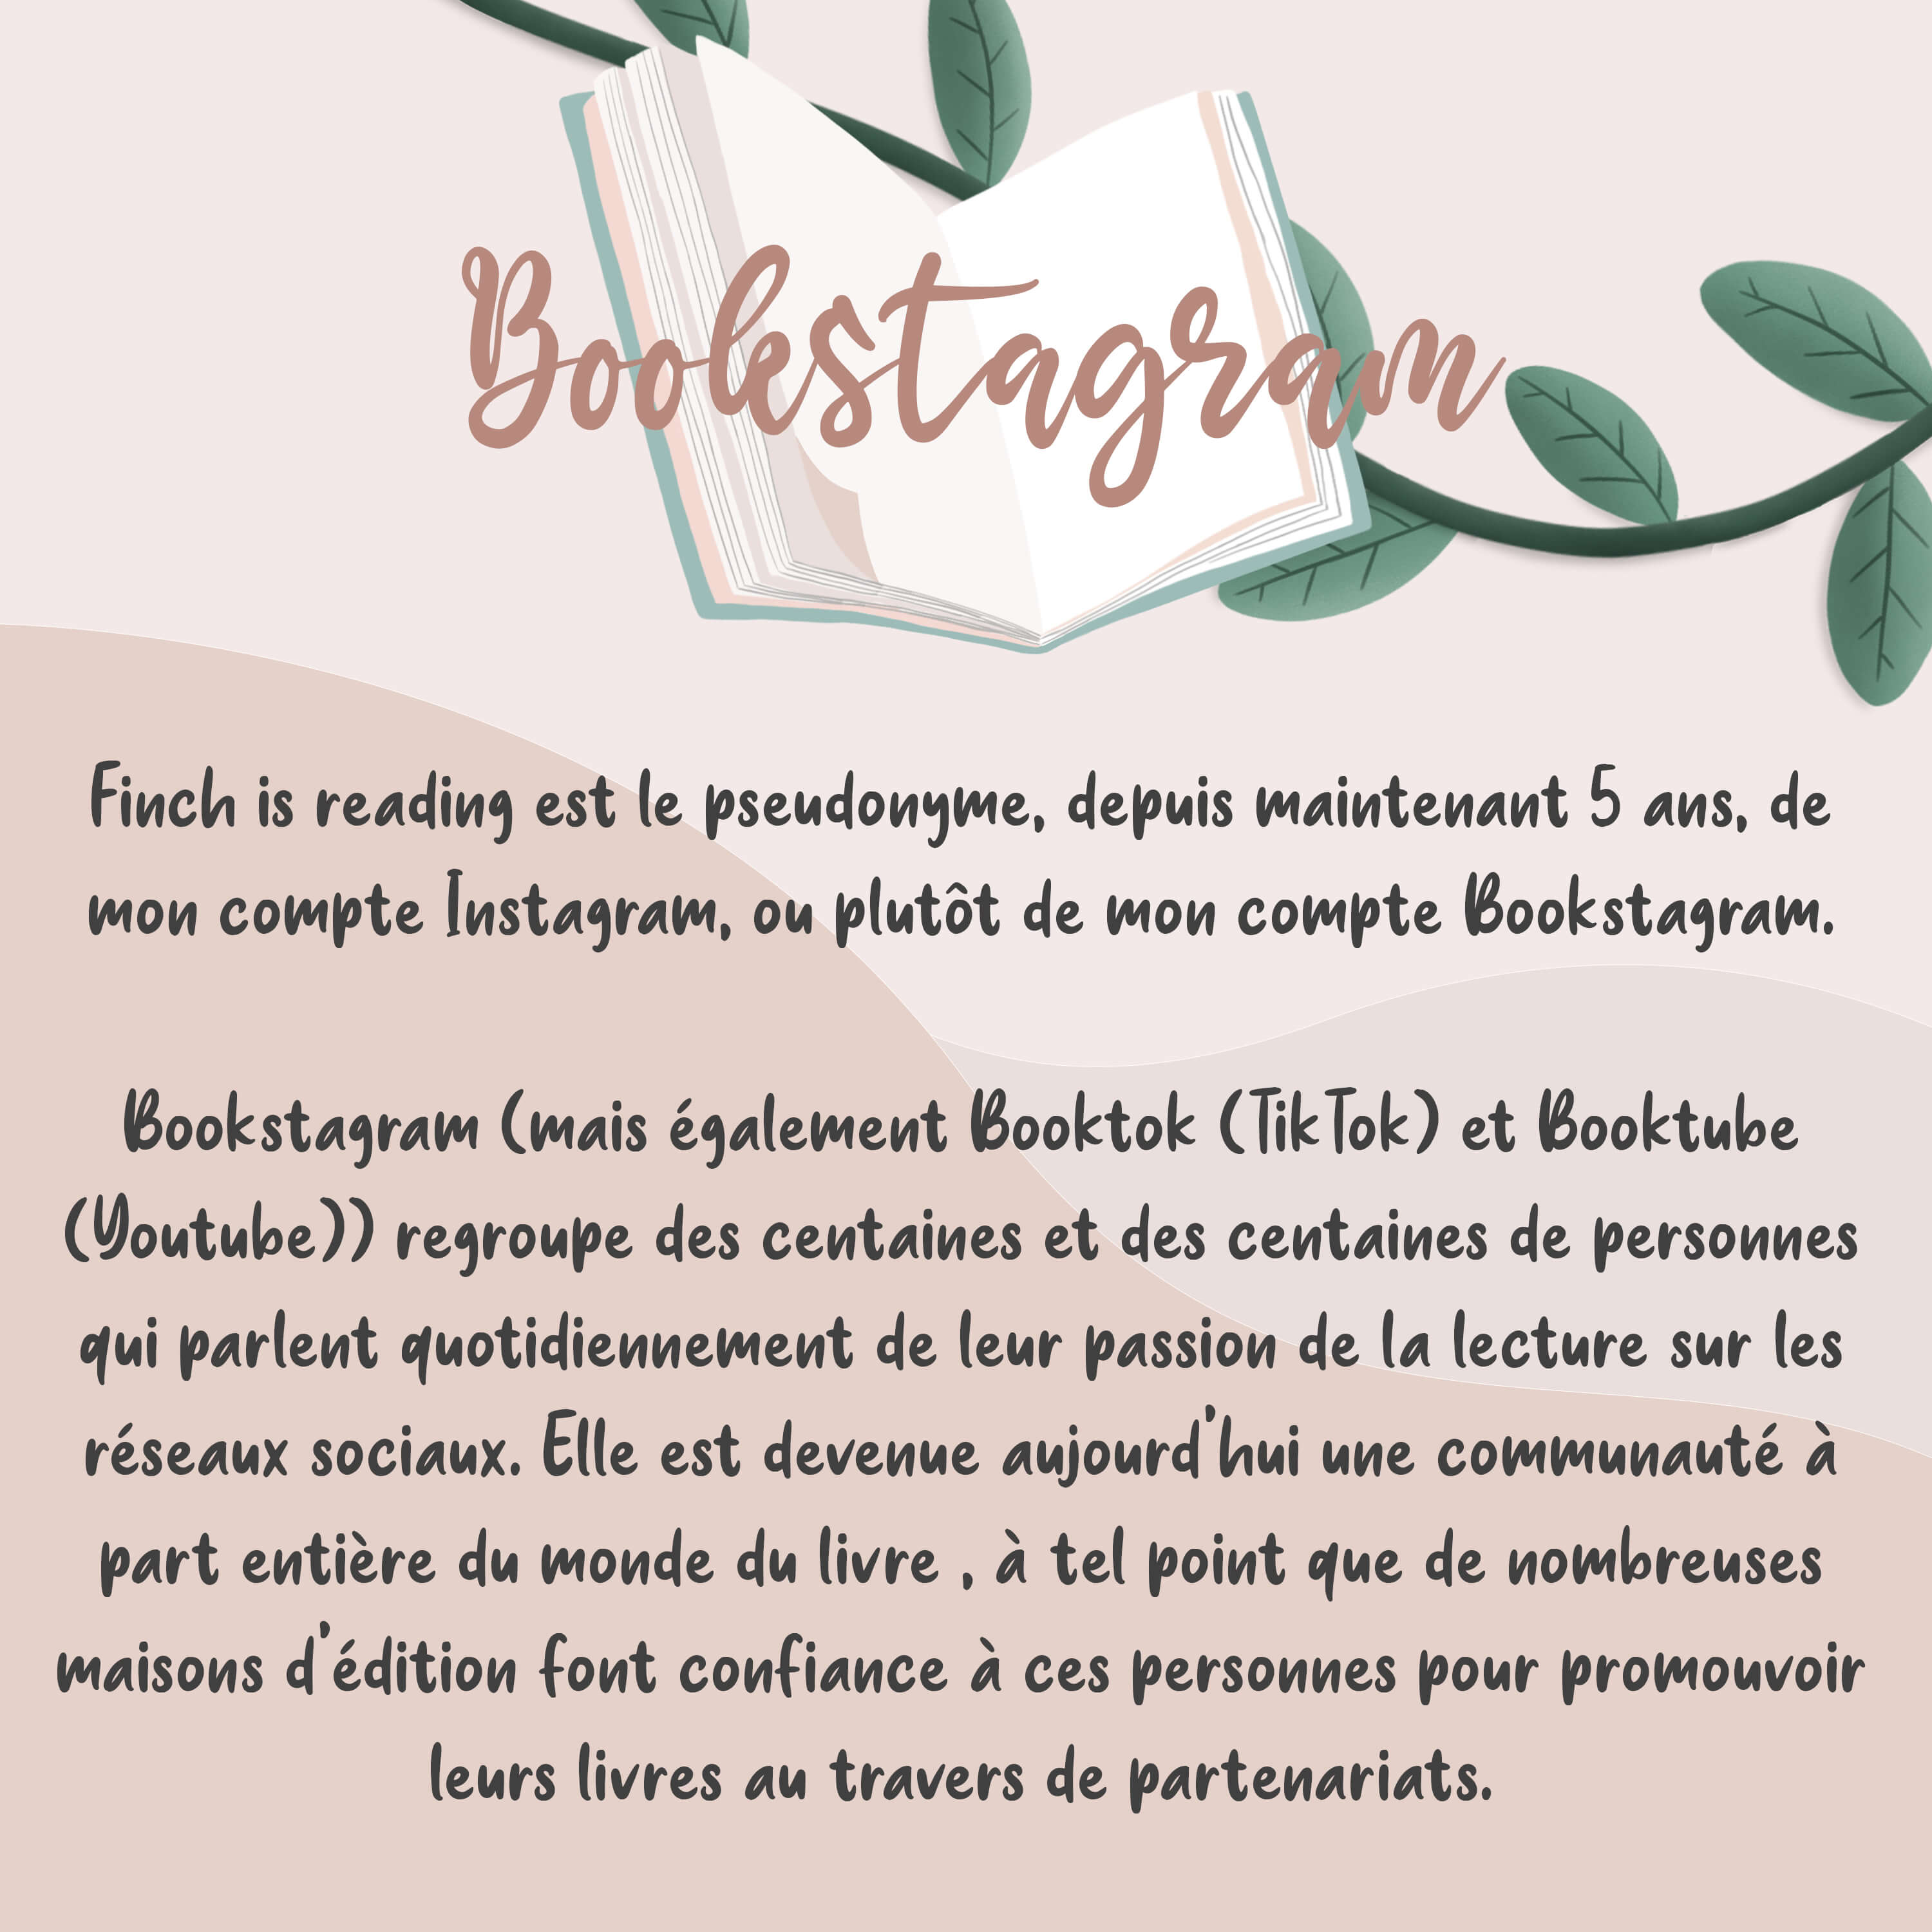 Bookstagram
Finch is reading est le pseudonyme, depuis maintenant 5 ans, de
mon compte Instagram, ou plutôt de mon compte Bookstagram.
Bookstagram (mais également Booktok (TikTok) et Booktube
(Youtube)) regroupe des centaines et des centaines de personnes
qui parlent quotidiennement de leur passion de la lecture sur les
réseaux sociaux. Elle est devenue aujourd'hui une communauté à
part entière du monde du livre , à tel point que de nombreuses
maisons d'édition font confiance à ces personnes pour promouvoir
leurs livres au travers de partenariats.